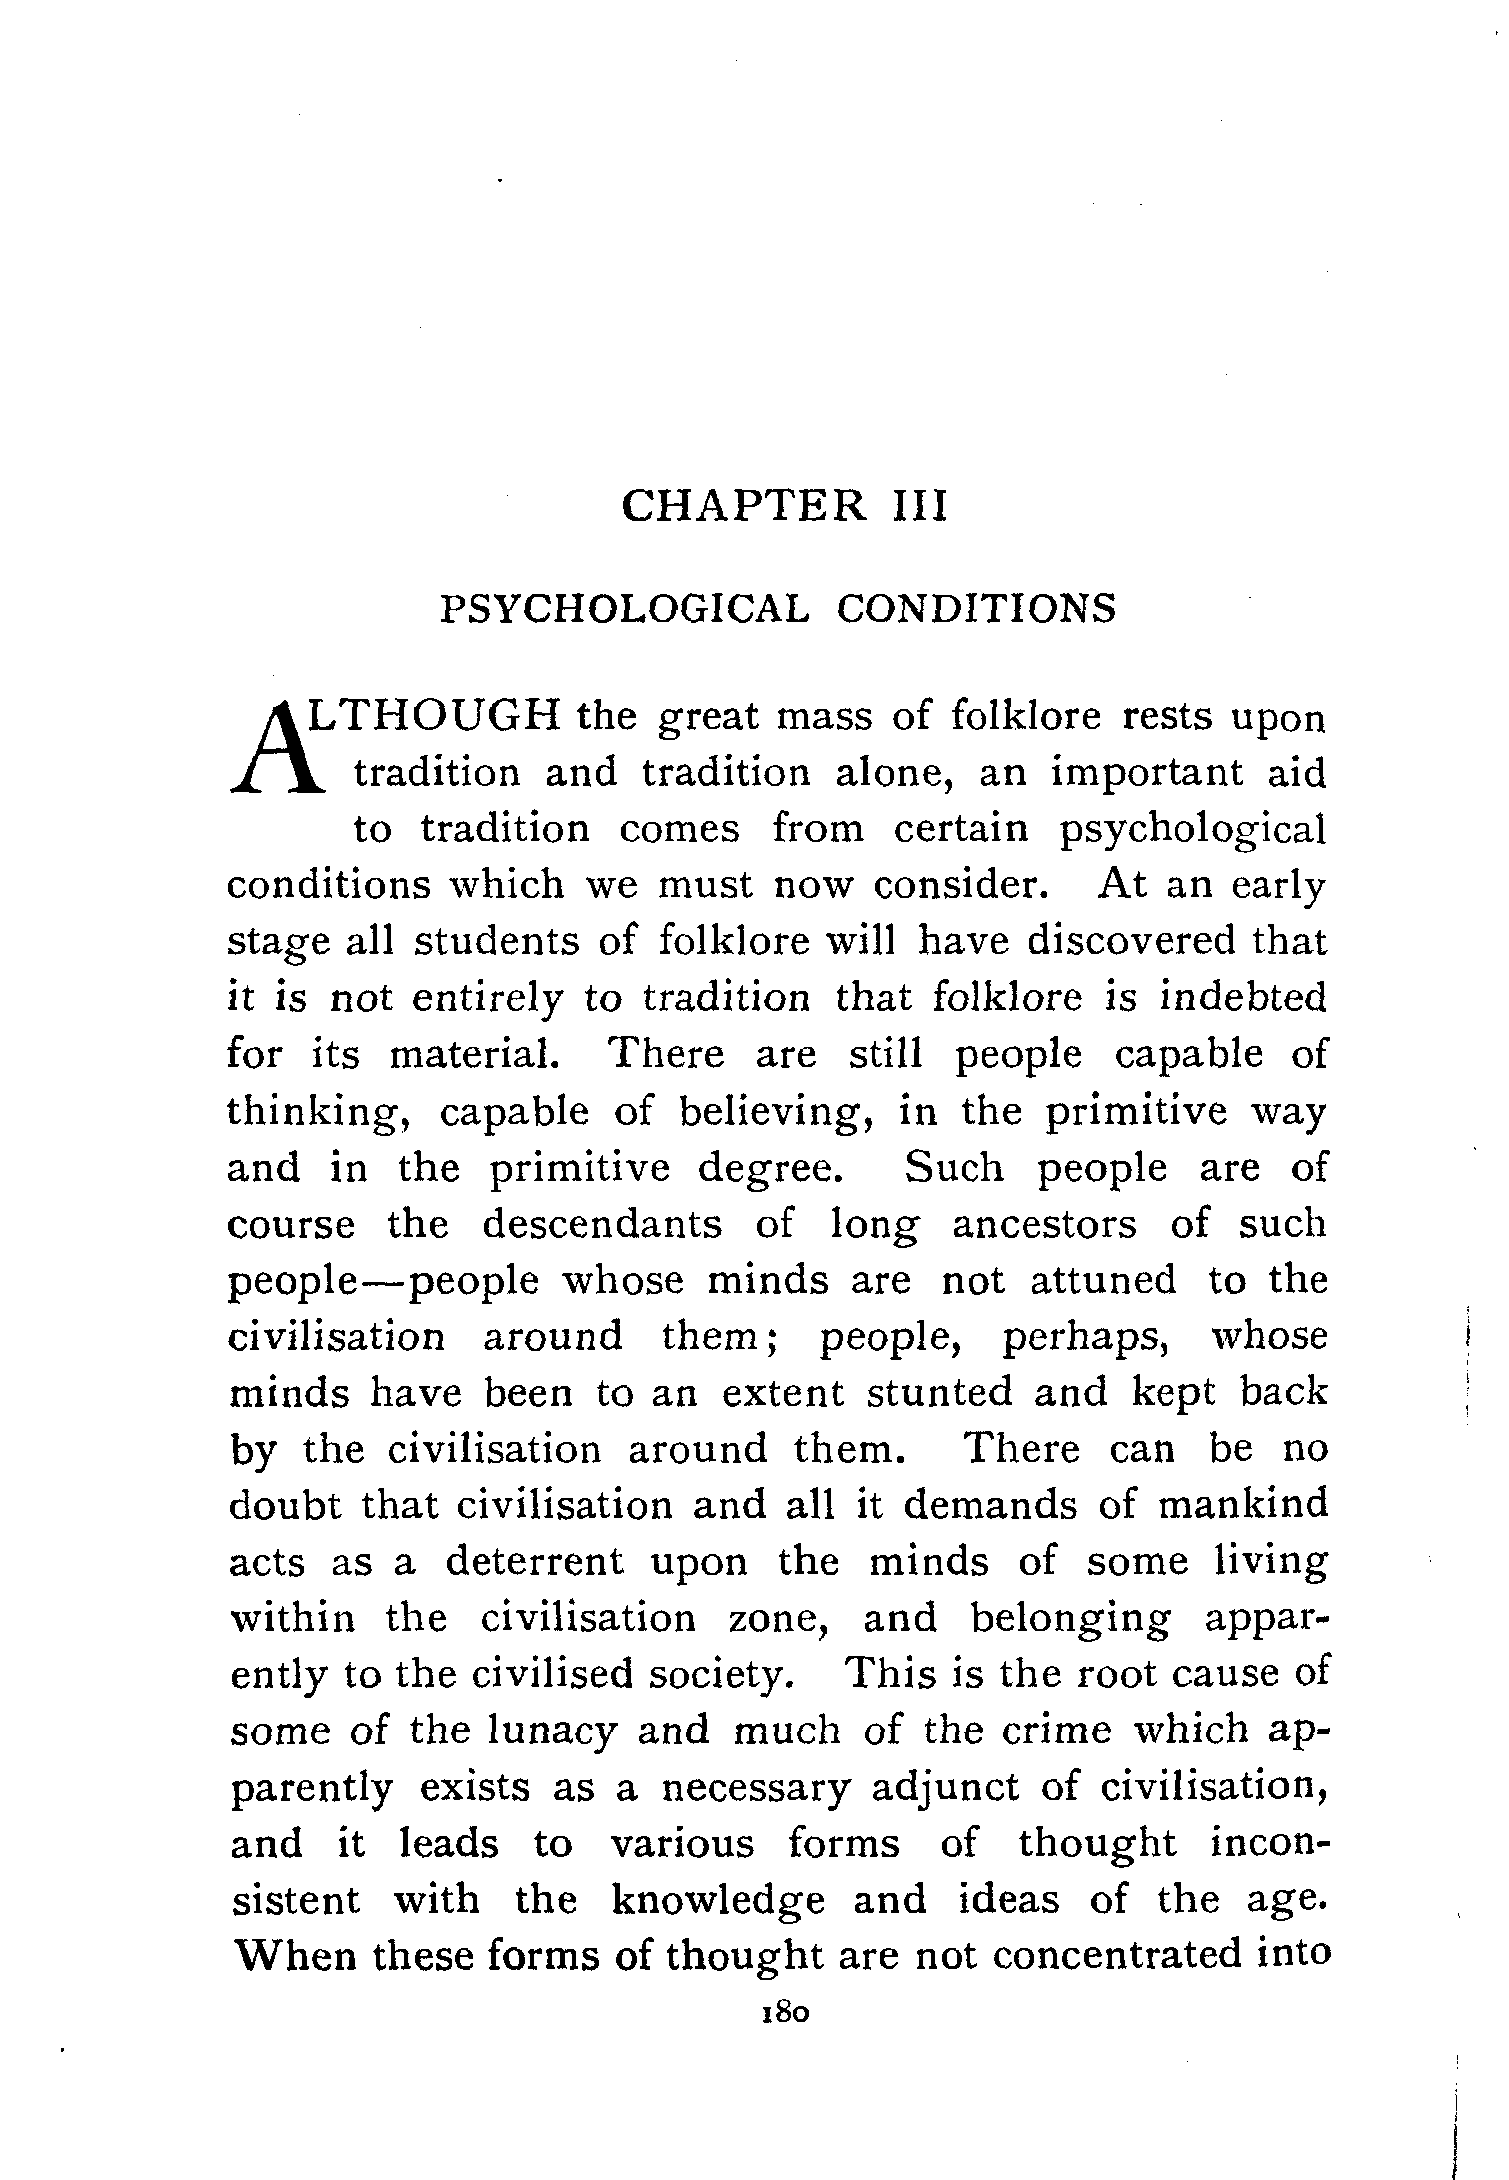 CHAPTER III
PSYCHOLOGICAL CONDITIONS
ALTHOUGH the great mass of folklore rests upon
tradition and tradition alone, an important aid
to tradition comes from certain psychological
conditions which we must now consider. At an early
stage all students of folklore will have discovered that
it is not entirely to tradition that folklore is indebted
for its material. There are still people capable of
thinking, capable of believing, in the primitive way
and in the primitive degree. Such people are of
course the descendants of long ancestors of such
people—people whose minds are not attuned to the
civilisation around them; people, perhaps, whose
minds have been to an extent stunted and kept back
by the civilisation around them. There can be no
doubt that civilisation and all it demands of mankind
acts as a deterrent upon the minds of some living
within the civilisation zone, and belonging appar-
ently to the civilised society. This is the root cause of
some of the lunacy and much of the crime which ap-
parently exists as a necessary adjunct of civilisation,
and it leads to various forms of thought incon-
sistent with the knowledge and ideas of the age.
When these forms of thought are not concentrated into
180